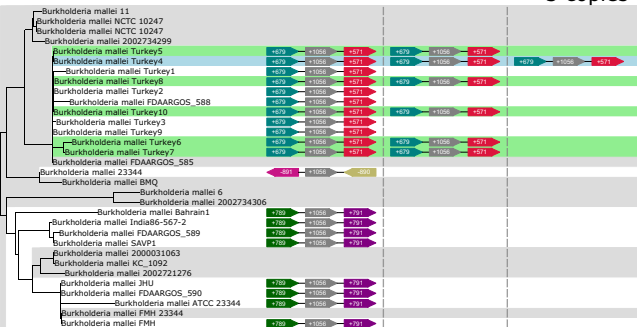 copies
Burkholderia mallei 11
Burkholderia mallei NCTC 10247
Burkholderia mallei NCTC 10247
Burkholderia mallei 2002734299
Burkholderia mallei Turkey5 +679 +1056 +571 +679 +1056 +571
Burkholderia mallei Turkey4 +679 +1056 +571 +679 +1056 +571 +679 +1056 +571
Burkholderia mallei Turkey1 +679 +1056 +571
Burkholderia mallei Turkey8 +679 +1056 +571 +679 +1056 +571
Burkholderia mallei Turkey2 +679 +1056 +571
Burkholderia mallei FDAARGOS_588 +679 +1056 +571
Burkholderia mallei Turkey10 +679 +1056 +571 +679 +1056 +571
Burkholderia mallei Turkey3 +679 +1056 +571
Burkholderia mallei Turkey9 +679 +1056 +571
Burkholderia mallei Turkey6 +679 +1056 +571 +679 +1056 +571
Burkholderia mallei Turkey7 +679 +1056 +571 +679 +1056 +571
Burkholderia mallei FDAARGOS_585
Burkholderia mallei 23344 -891 +1056 -890
Burkholderia mallei BMQ
Burkholderia mallei 6
Burkholderia mallei 2002734306
Burkholderia mallei Bahrain1 +789 +1056 +791
Burkholderia mallei India86-567-2 +789 +1056 +791
Burkholderia mallei FDAARGOS_589 +789 +1056 +791
Burkholderia mallei SAVP1 +789 +1056 +791
Burkholderia mallei 2000031063
Burkholderia mallei KC_1092
Burkholderia mallei 2002721276
Burkholderia mallei JHU +789 +1056 +791
Burkholderia mallei FDAARGOS_590 +789 +1056 +791
Burkholderia mallei ATCC 23344 +789 +1056 +791
Burkholderia mallei FMH 23344
Burkholderia mallei FMH +789 +1056 +791